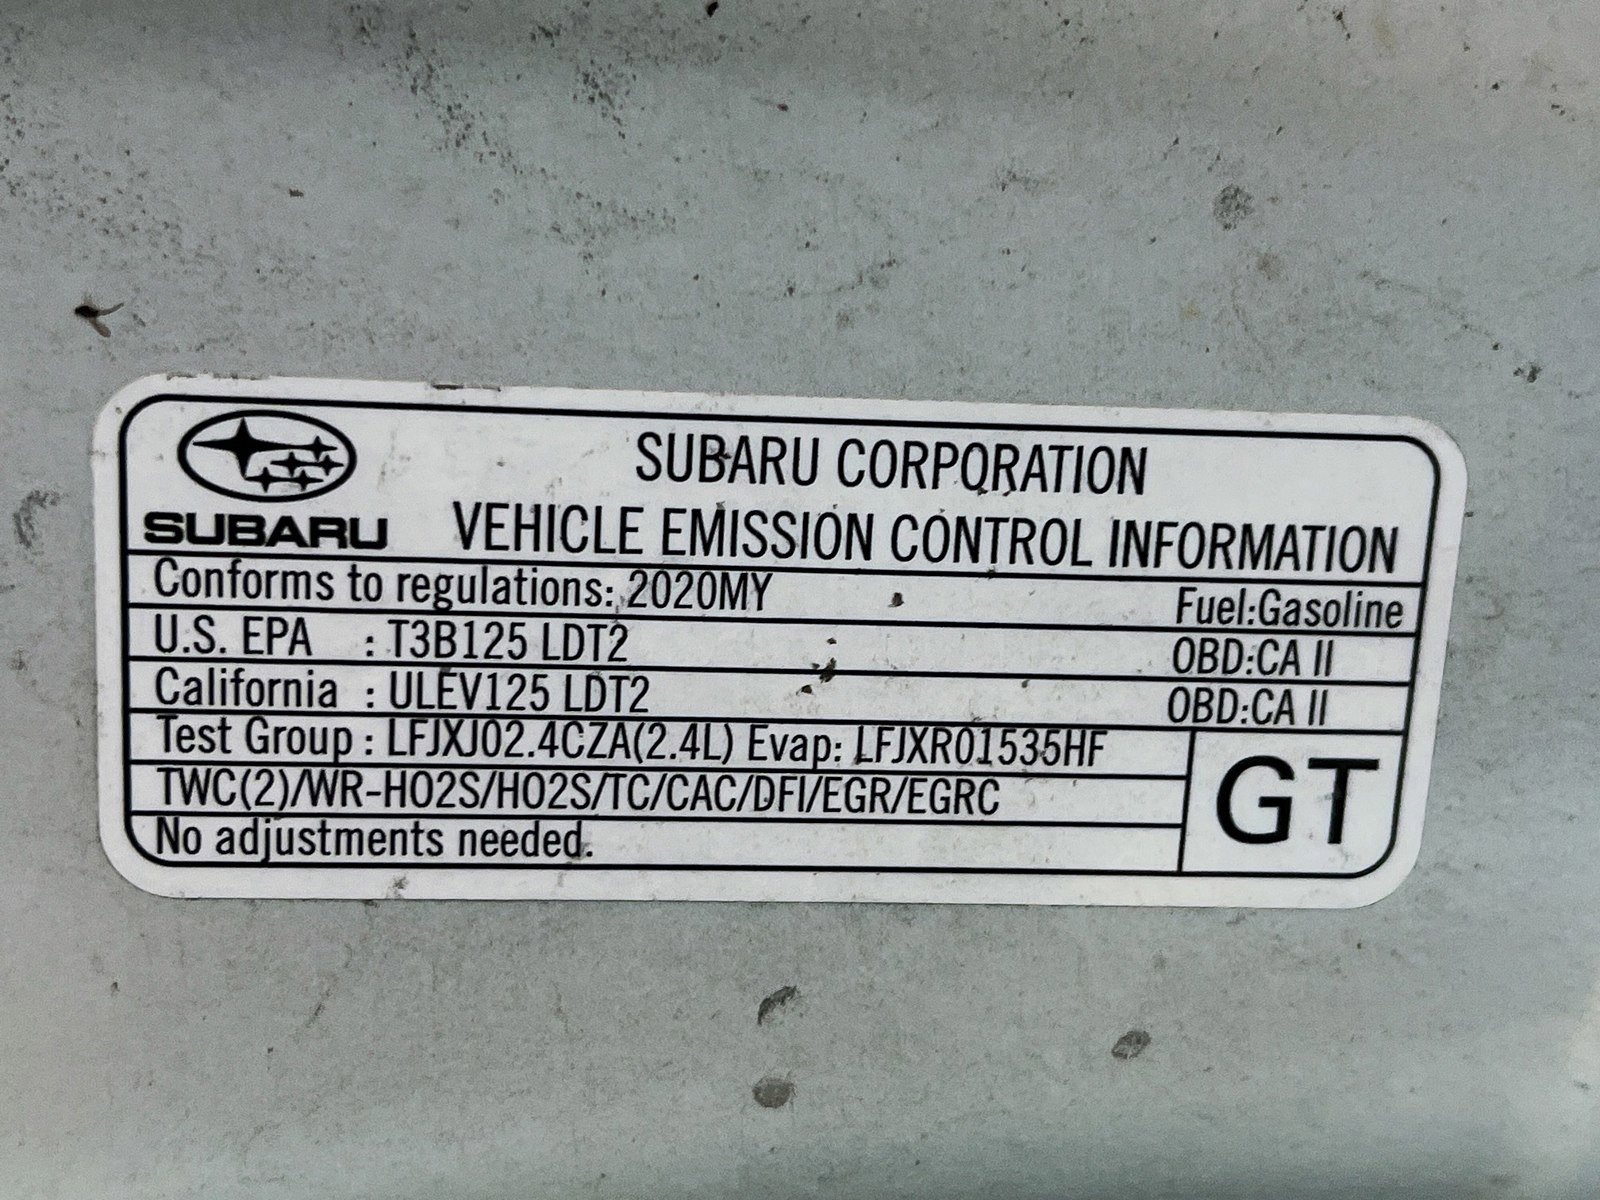 SUBARU CORPORATION
SUBARU VEHICLE EMISSION CONTROL INFORMATION
Conforms to regulations: 2020MY Fuel:Gasoline
U.S. EPA : T3B125 LDT2 OBD:CA II
California : ULEV125 LDT2 OBD:CA II
Test Group : LFJXJ02.4CZA(2.4L) Evap: LFJXR01535HF
TWC(2)/WR-HO2S/HO2S/TC/CAC/DFI/EGR/EGRC
No adjustments needed.
GT